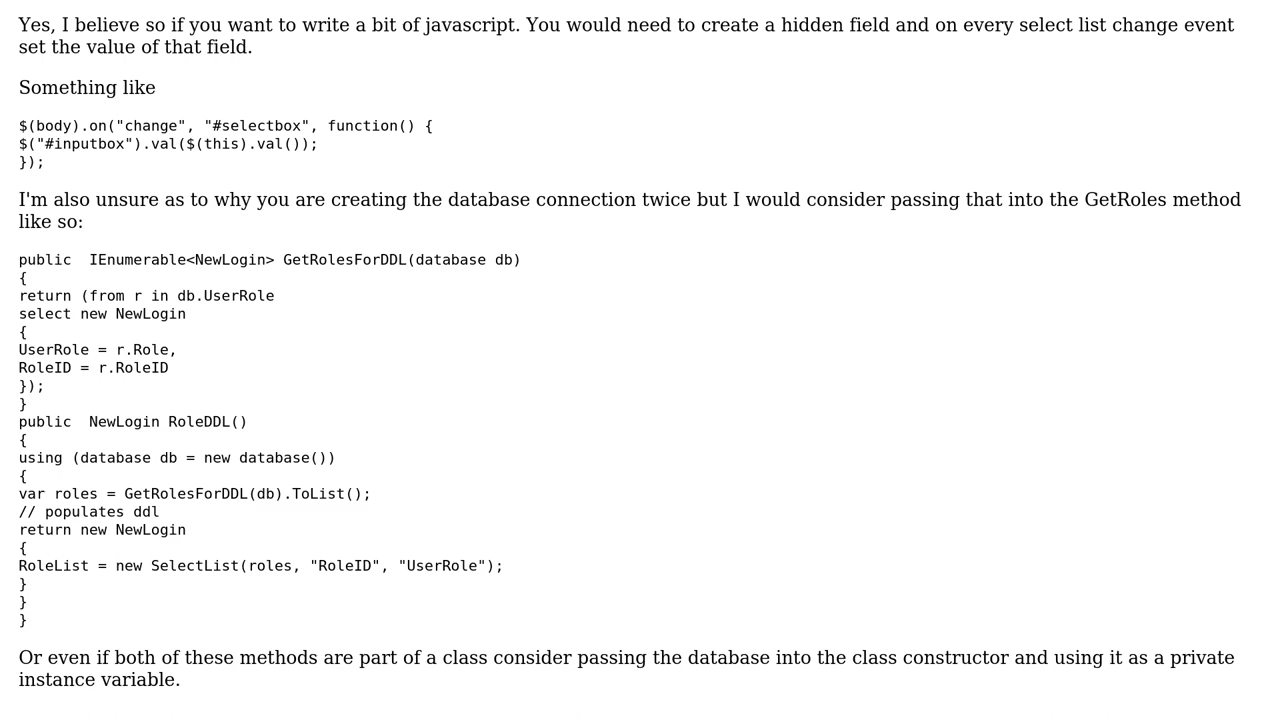 Yes, I believe so if you want to write a bit of javascript. You would need to create a hidden field and on every select list change event
set the value of that field.
Something like
$(body).on("change", "#selectbox", function() {
$("#inputbox").val($(this).val());
});
I'm also unsure as to why you are creating the database connection twice but I would consider passing that into the GetRoles method
like so:
public  IEnumerable<NewLogin> GetRolesForDDL(database db)
{
return (from r in db.UserRole
select new NewLogin
{
UserRole = r.Role,
RoleID = r.RoleID
});
}
public  NewLogin RoleDDL()
{
using (database db = new database())
{
var roles = GetRolesForDDL(db).ToList();
// populates ddl
return new NewLogin
{
RoleList = new SelectList(roles, "RoleID", "UserRole");
}
}
}
Or even if both of these methods are part of a class consider passing the database into the class constructor and using it as a private
instance variable.